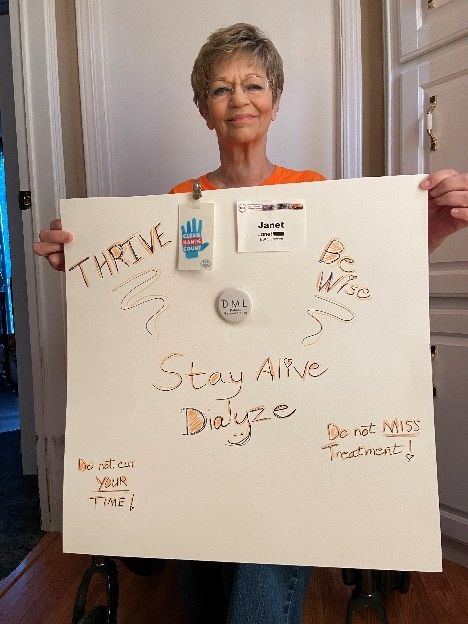 THRIVE
CLEAN
HANDS
COUNT
Janet
Janet
Be
Wise
DML
Stay Alive
Dialyze
Do not cut
YOUR
TIME!
Do not MISS
Treatment!